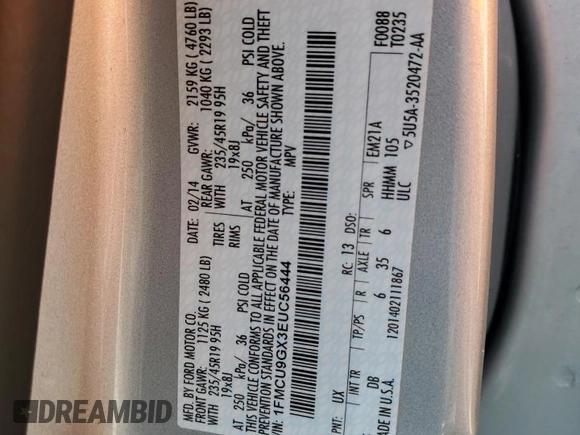 MFD. BY FORD MOTOR CO.
DATE: 02/14 GVWR: 2159 KG ( 4760 LB)
FRONT GAWR: 1125 KG ( 2480 LB) REAR GAWR: 1040 KG ( 2293 LB)
WITH 235/45R19 95H TIRES WITH 235/45R19 95H
19x8J RIMS 19x8J
AT 250 kPa/ 36 PSI COLD AT 250 kPa/ 36 PSI COLD
THIS VEHICLE CONFORMS TO ALL APPLICABLE FEDERAL MOTOR VEHICLE SAFETY AND THEFT
PREVENTION STANDARDS IN EFFECT ON THE DATE OF MANUFACTURE SHOWN ABOVE.
VIN: 1FMCU9GX3EUC56444 TYPE: MPV
F0088
T0235
PNT: UX RC: 13 DSO:
INT TR TP/PS R AXLE TR SPR EM21A
DB 6 35 6 HHMM 105
1201402111867 ULC
MADE IN U.S.A. ▽5U5A-3520472-AA
DREAMBID